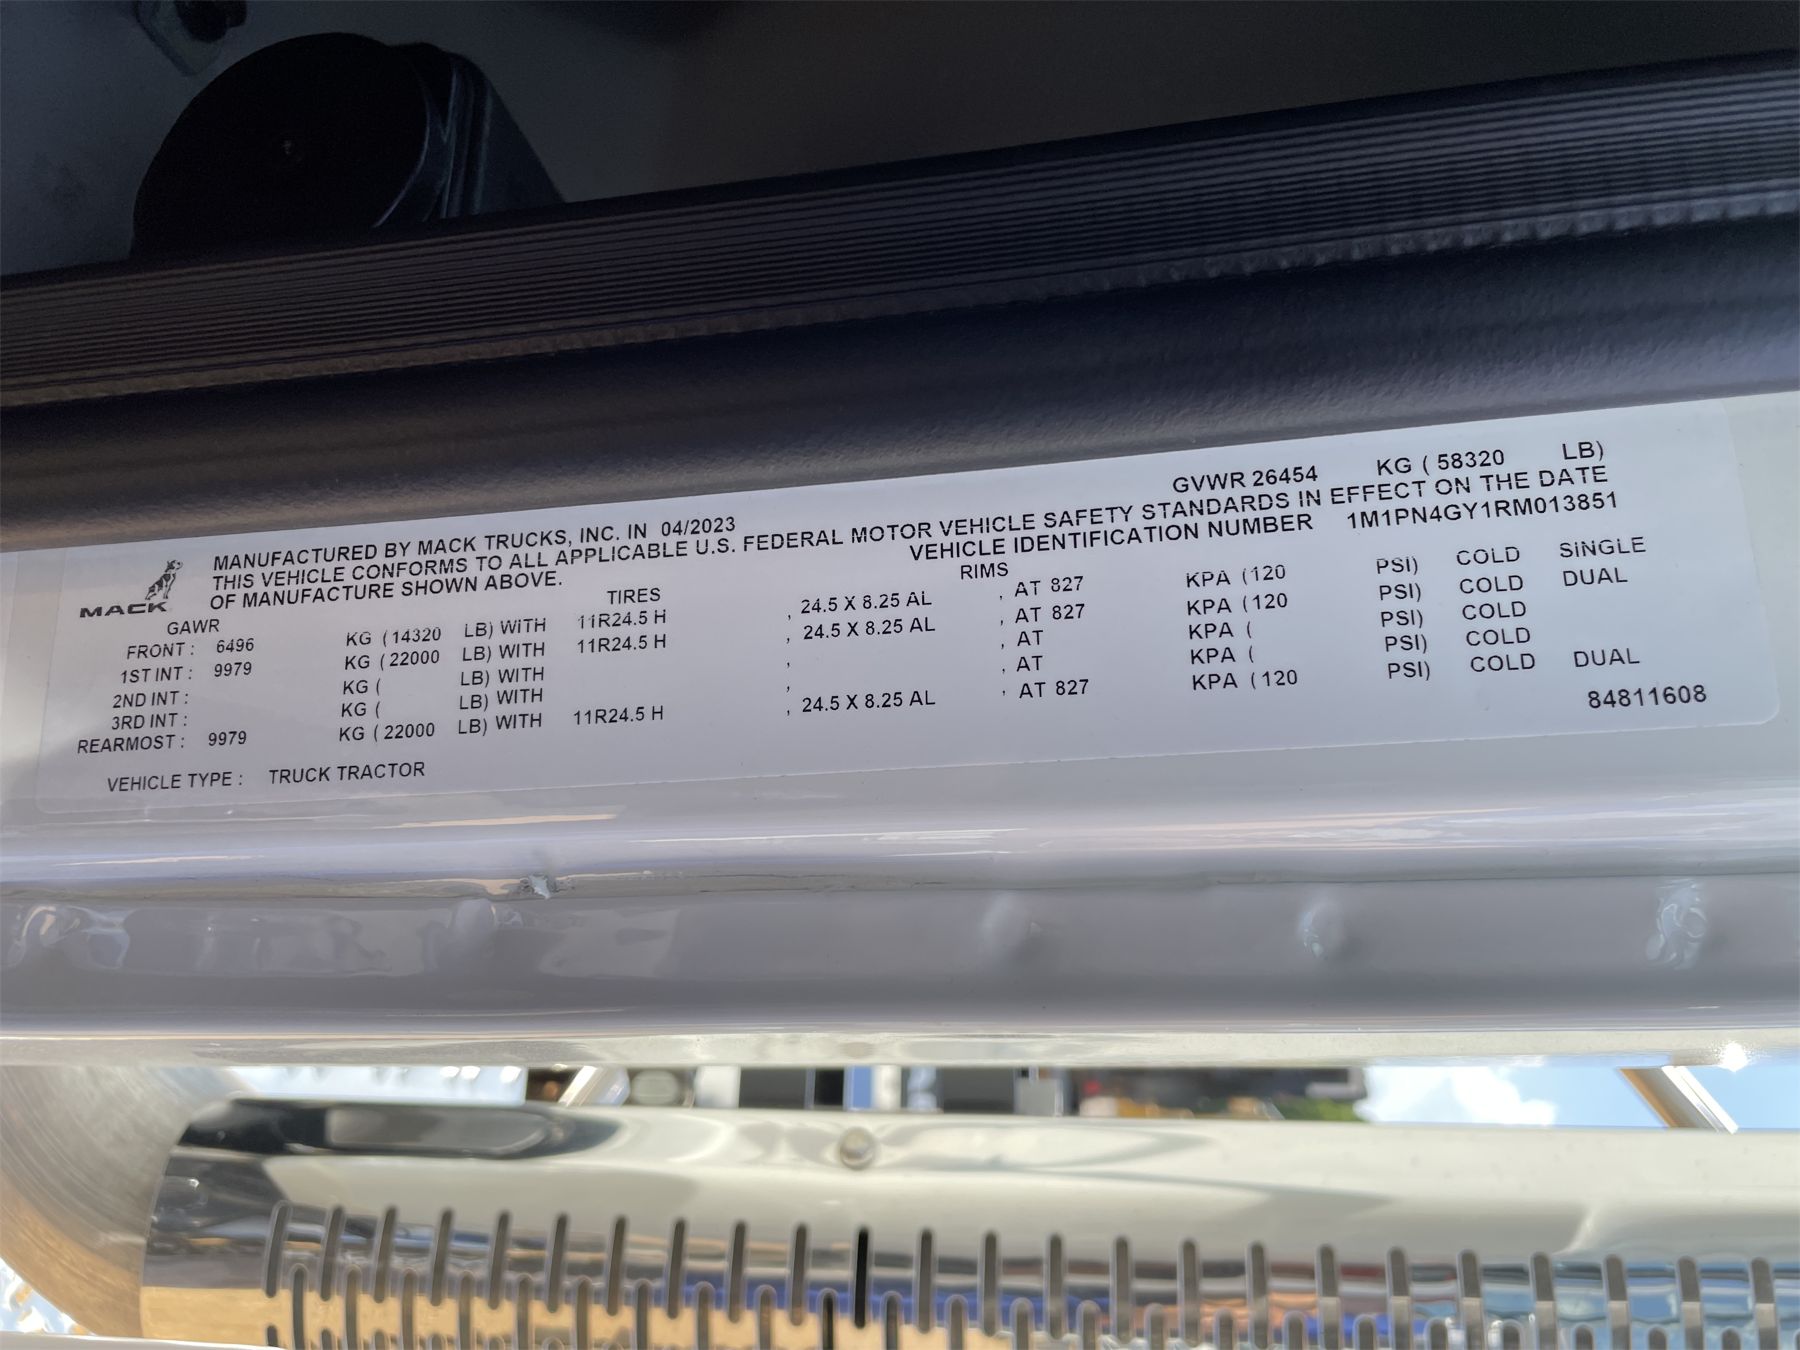 GVWR 26454 KG ( 58320 LB)
MANUFACTURED BY MACK TRUCKS, INC. IN 04/2023
THIS VEHICLE CONFORMS TO ALL APPLICABLE U.S. FEDERAL MOTOR VEHICLE SAFETY STANDARDS IN EFFECT ON THE DATE
OF MANUFACTURE SHOWN ABOVE. VEHICLE IDENTIFICATION NUMBER 1M1PN4GY1RM013851
MACK
GAWR TIRES RIMS
FRONT : 6496 KG ( 14320 LB) WITH 11R24.5 H , 24.5 X 8.25 AL , AT 827 KPA ( 120 PSI) COLD SINGLE
1ST INT : 9979 KG ( 22000 LB) WITH 11R24.5 H , 24.5 X 8.25 AL , AT 827 KPA ( 120 PSI) COLD DUAL
2ND INT : KG ( LB) WITH , , AT KPA ( PSI) COLD
3RD INT : KG ( LB) WITH , , AT KPA ( PSI) COLD
REARMOST : 9979 KG ( 22000 LB) WITH 11R24.5 H , 24.5 X 8.25 AL , AT 827 KPA ( 120 PSI) COLD DUAL
84811608
VEHICLE TYPE : TRUCK TRACTOR